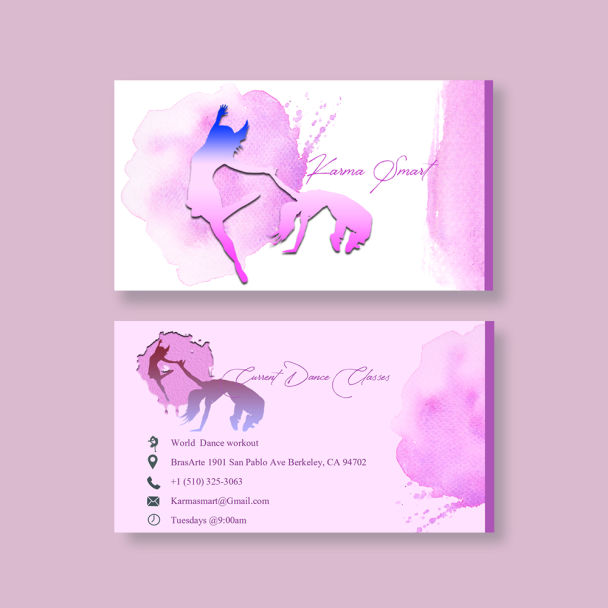 Karma Smart
Current Dance Classes
World Dance workout
BrasArte 1901 San Pablo Ave Berkeley, CA 94702
+1 (510) 325-3063
Karmasmart@Gmail.com
Tuesdays @9:00am